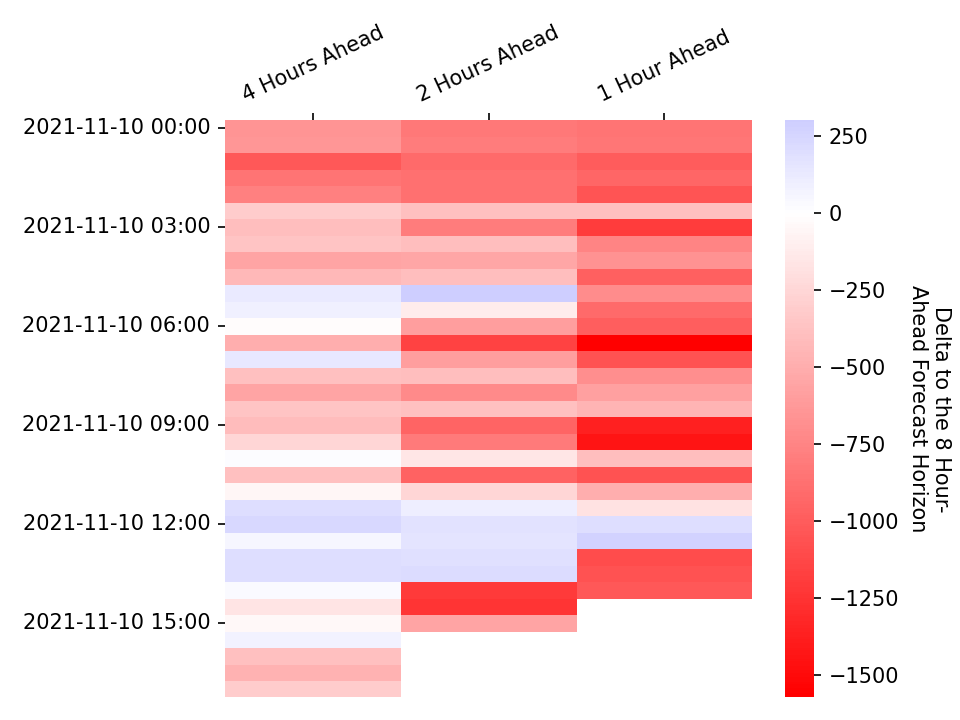 4 Hours Ahead
2 Hours Ahead
1 Hour Ahead
2021-11-10 00:00
2021-11-10 03:00
2021-11-10 06:00
2021-11-10 09:00
2021-11-10 12:00
2021-11-10 15:00
250
0
−250
−500
−750
−1000
−1250
−1500
Delta to the 8 Hour-
Ahead Forecast Horizon